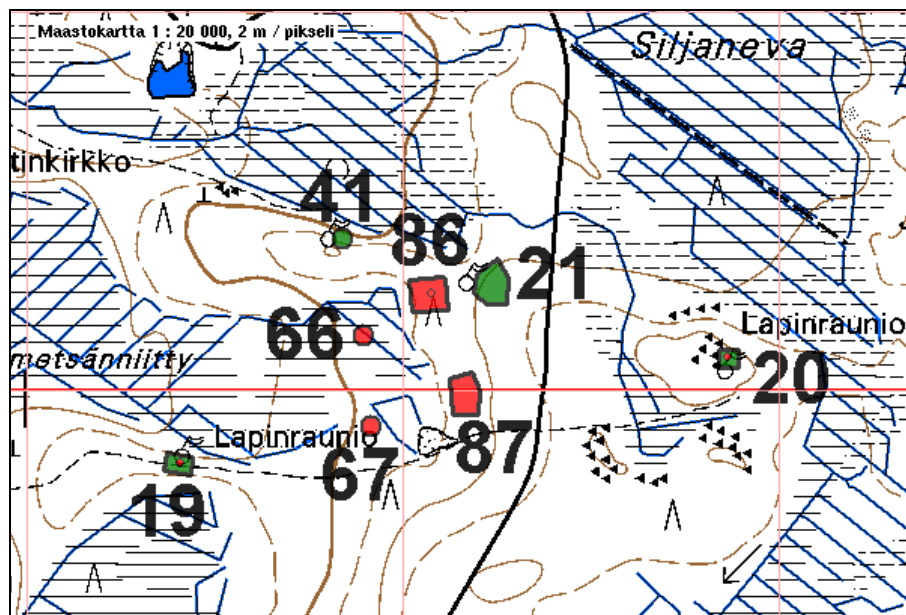 Maastokartta 1 : 20 000, 2 m / pikseli
Siljaneva
tinkirkko
41
86
21
66
Lapinraunio
metsänniitty
20
Lapinraunio
87
67
19